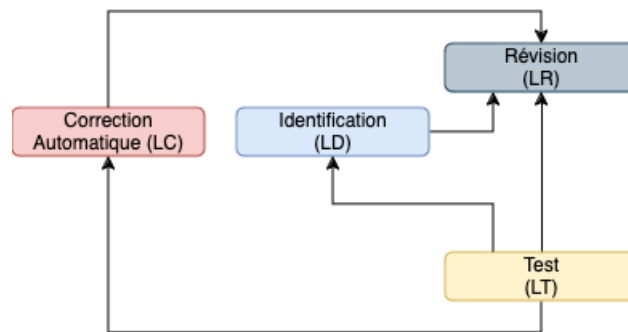 Révision
(LR)
Correction
Automatique (LC)
Identification
(LD)
Test
(LT)